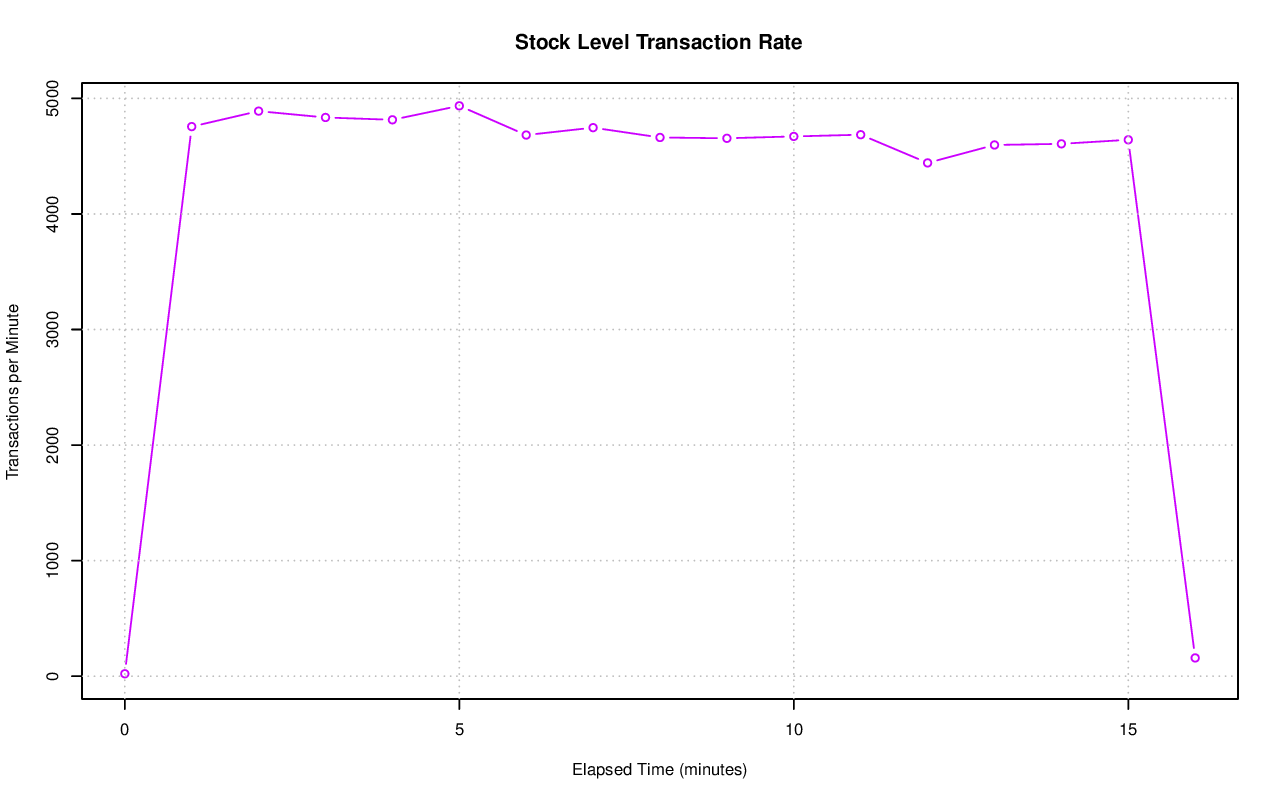 Stock Level Transaction Rate
Transactions per Minute
5000
4000
3000
2000
1000
0
0 5 10 15
Elapsed Time (minutes)